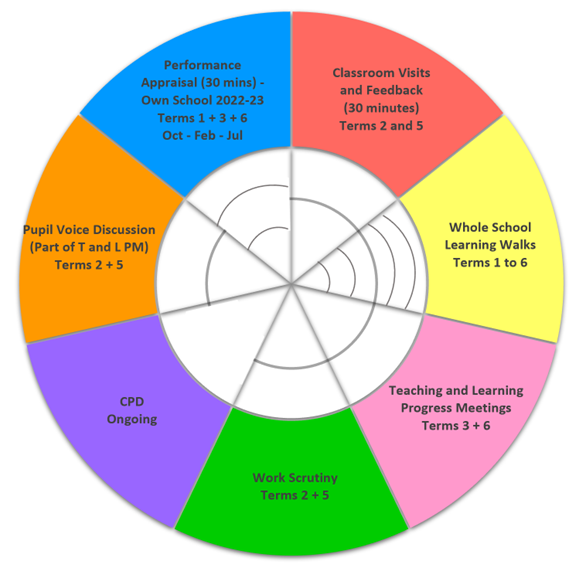 Performance
Appraisal (30 mins) -
Own School 2022-23
Terms 1 + 3 + 6
Oct - Feb - Jul
Classroom Visits
and Feedback
(30 minutes)
Terms 2 and 5
Whole School
Learning Walks
Terms 1 to 6
Teaching and Learning
Progress Meetings
Terms 3 + 6
Work Scrutiny
Terms 2 + 5
CPD
Ongoing
Pupil Voice Discussion
(Part of T and L PM)
Terms 2 + 5